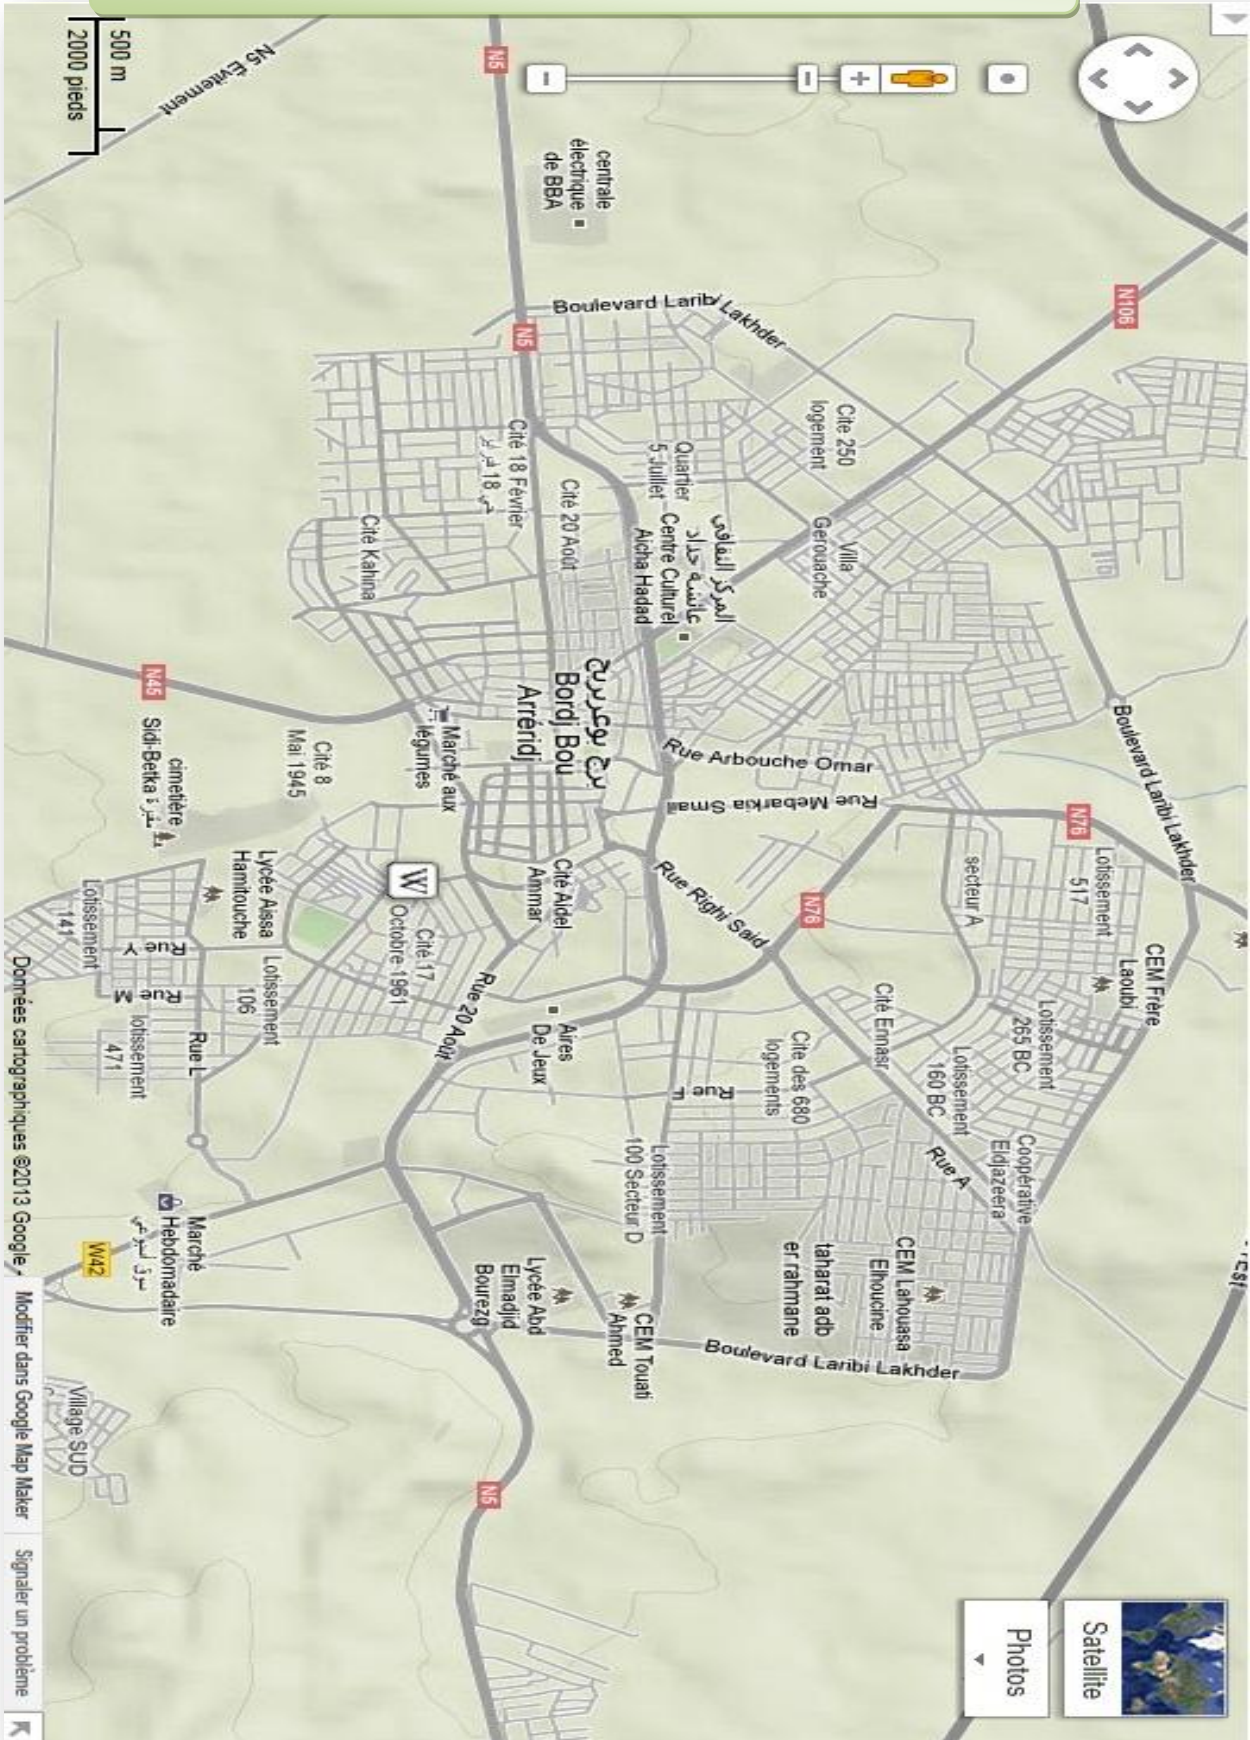 N5 Evitement
500 m
2000 pieds
N5
centrale
électrique
de BBA
N106
Boulevard Laribi Lakhder
N5
Cite 250
logement
Quartier
5 Juillet
Cité 18 Février
حي 18 فبراير
Cité 20 Août
Cité Kahina
Villa
Gerouache
المركز الثقافي
عائشة حداد
Centre Culturel
Aicha Hadad
برج بوعريريج
Bordj Bou
Arréridj
N45
Marché aux
légumes
Cité 8
Mai 1945
cimetière
Sidi-Betka مقبرة
Rue Arbouche Omar
Rue Mebarkia Smail
N76
Boulevard Laribi Lakhder
Lotissement
517
secteur A
N76
Rue Righi Said
Cité Aidel
Ammar
W
Lycée Aissa
Hamitouche
Lotissement
141
Cité 17
Octobre 1961
Rue Y
Rue M
Lotissement
106
Rue L
lotissement
471
Rue 20 Août
Aires
De Jeux
CEM Frère
Laoubi
Lotissement
265 BC
Cité Ennasr
Lotissement
160 BC
Cite des 680
logements
Rue F
Lotissement
100 Secteur D
Rue A
Coopérative
Eldjazeera
CEM Lahouasa
Elhoucine
taharat adb
er rahmane
Boulevard Laribi Lakhder
CEM Touati
Ahmed
Lycée Abd
Elmadjid
Bourezg
Marché
Hebdomadaire
سوق أسبوعي
W42
Village SUD
N5
Satellite
Photos
Données cartographiques ©2013 Google -
Modifier dans Google Map Maker
Signaler un problème